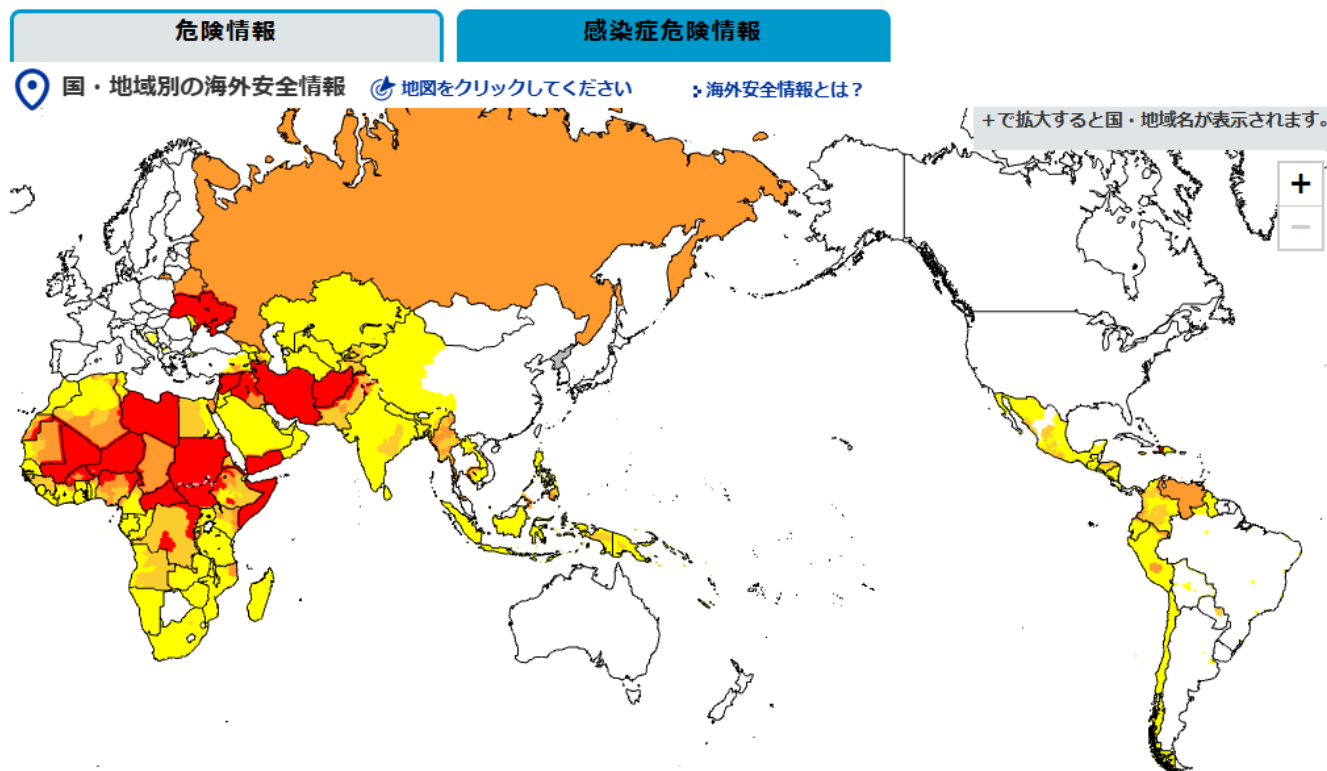 危険情報
感染症危険情報
国・地域別の海外安全情報
地図をクリックしてください
海外安全情報とは？
+で拡大すると国・地域名が表示されます。
+
−